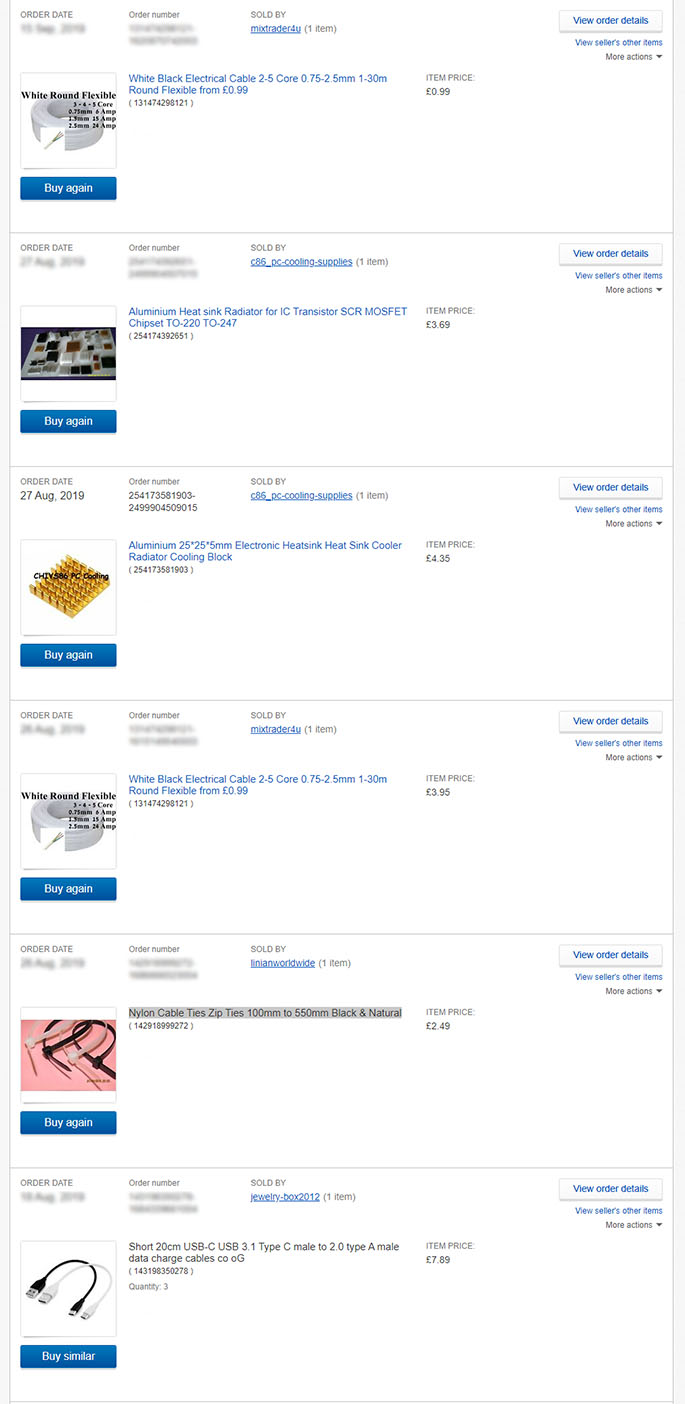 ORDER DATE
Order number
SOLD BY
mixtrader4u (1 item)
View order details
View seller's other items
More actions
White Round Flexible
3 - 4 - 5 Core
0.75mm 6 Amp
1.5mm 15 Amp
2.5mm 24 Amp
White Black Electrical Cable 2-5 Core 0.75-2.5mm 1-30m
Round Flexible from £0.99
( 131474298121 )
ITEM PRICE:
£0.99
Buy again
ORDER DATE
Order number
SOLD BY
c86_pc-cooling-supplies (1 item)
View order details
View seller's other items
More actions
Aluminium Heat sink Radiator for IC Transistor SCR MOSFET
Chipset TO-220 TO-247
( 254174392651 )
ITEM PRICE:
£3.69
Buy again
ORDER DATE
27 Aug, 2019
Order number
254173581903-
2499904509015
SOLD BY
c86_pc-cooling-supplies (1 item)
View order details
View seller's other items
More actions
CHIY586 PC Cooling
Aluminium 25*25*5mm Electronic Heatsink Heat Sink Cooler
Radiator Cooling Block
( 254173581903 )
ITEM PRICE:
£4.35
Buy again
ORDER DATE
Order number
SOLD BY
mixtrader4u (1 item)
View order details
View seller's other items
More actions
White Round Flexible
3 - 4 - 5 Core
0.75mm 6 Amp
1.5mm 15 Amp
2.5mm 24 Amp
White Black Electrical Cable 2-5 Core 0.75-2.5mm 1-30m
Round Flexible from £0.99
( 131474298121 )
ITEM PRICE:
£3.95
Buy again
ORDER DATE
Order number
SOLD BY
linianworldwide (1 item)
View order details
View seller's other items
More actions
Nylon Cable Ties Zip Ties 100mm to 550mm Black & Natural
( 142918999272 )
ITEM PRICE:
£2.49
Buy again
ORDER DATE
Order number
SOLD BY
jewelry-box2012 (1 item)
View order details
View seller's other items
More actions
Short 20cm USB-C USB 3.1 Type C male to 2.0 type A male
data charge cables co oG
( 143198350278 )
Quantity: 3
ITEM PRICE:
£7.89
Buy similar